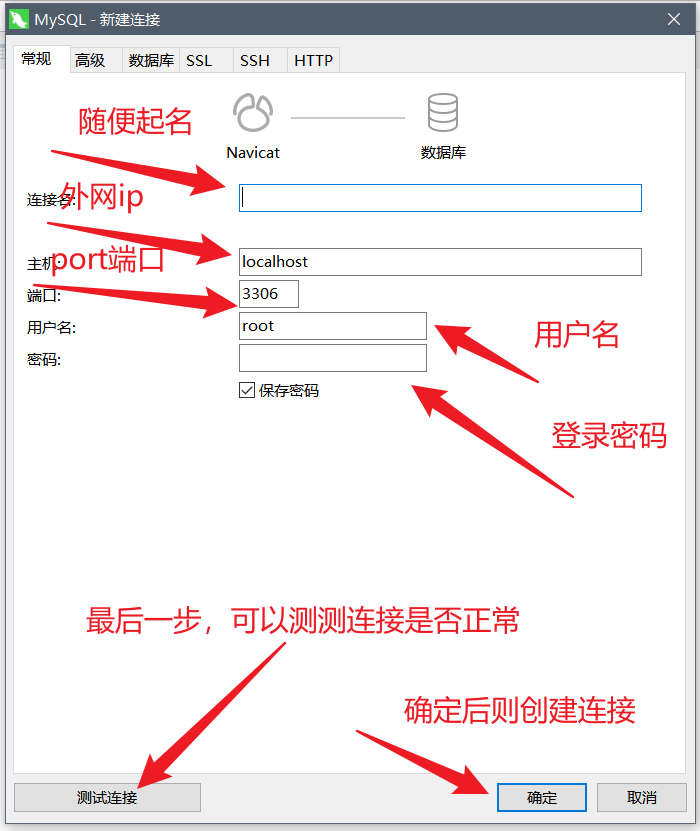 MySQL - 新建连接
常规 高级 数据库 SSL SSH HTTP
随便起名
Navicat 数据库
连接名:
外网ip
主机: localhost
port端口
端口: 3306
用户名: root
用户名
密码:
保存密码
登录密码
最后一步，可以测测连接是否正常
确定后则创建连接
测试连接 确定 取消